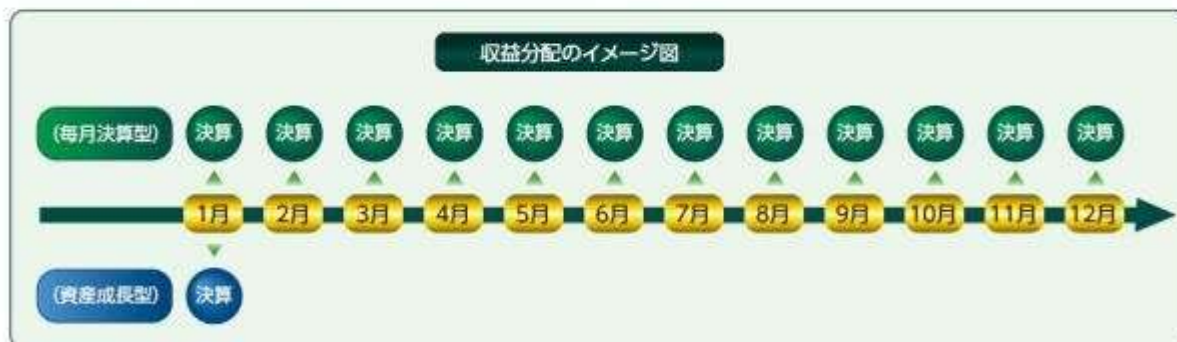 収益分配のイメージ図
(毎月決算型) 決算 決算 決算 決算 決算 決算 決算 決算 決算 決算 決算 決算
1月 2月 3月 4月 5月 6月 7月 8月 9月 10月 11月 12月
(資産成長型) 決算